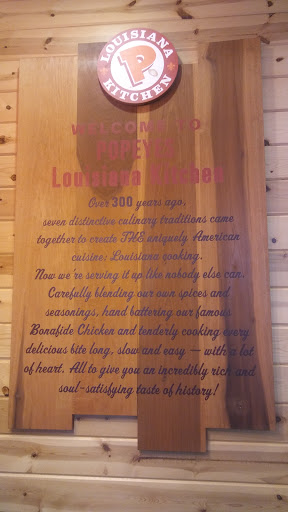 LOUISIANA
P
KITCHEN
WELCOME TO
POPEYES
Louisiana Kitchen
Over 300 years ago,
seven distinctive culinary traditions came
together to create THE uniquely American
cuisine: Louisiana cooking.
Now we're serving it up like nobody else can.
Carefully blending our own spices and
seasonings, hand battering our famous
Bonafide Chicken and tenderly cooking every
delicious bite long, slow and easy — with a lot
of heart. All to give you an incredibly rich and
soul-satisfying taste of history!